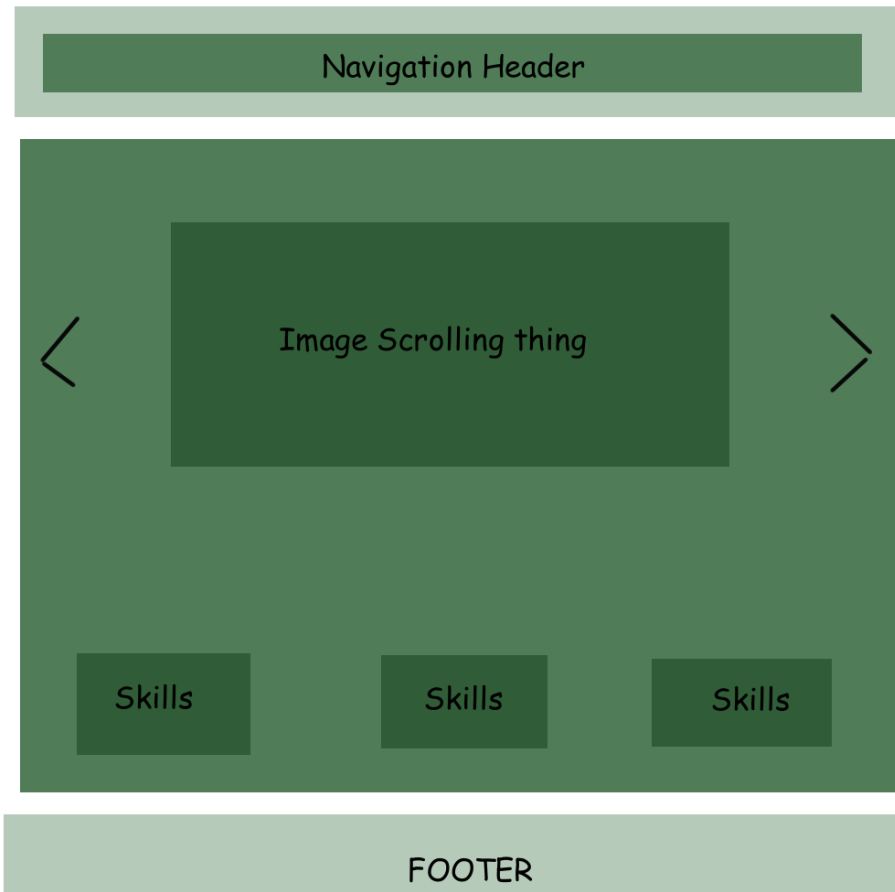 Navigation Header
Image Scrolling thing
Skills
Skills
Skills
FOOTER